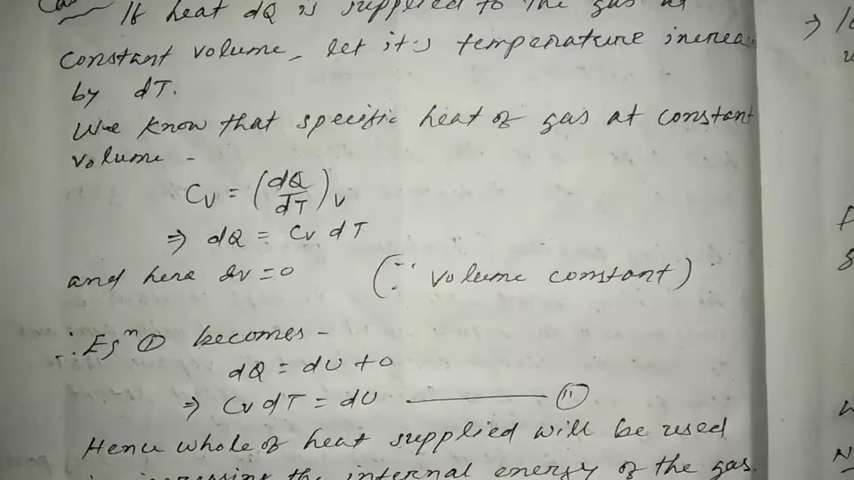 If heat dQ is supplied to the gas at
constant volume, let it's temperature increa
by dT.
We know that specific heat of gas at constant
volume -
Cv = (dQ/dT)v
⇒ dQ = Cv dT
and here dv = 0 (∵ volume constant)
∴ Eqⁿ ① becomes -
dQ = dU + 0
⇒ Cv dT = dU ——— ⑪
Hence whole of heat supplied will be used
the internal energy of the gas.